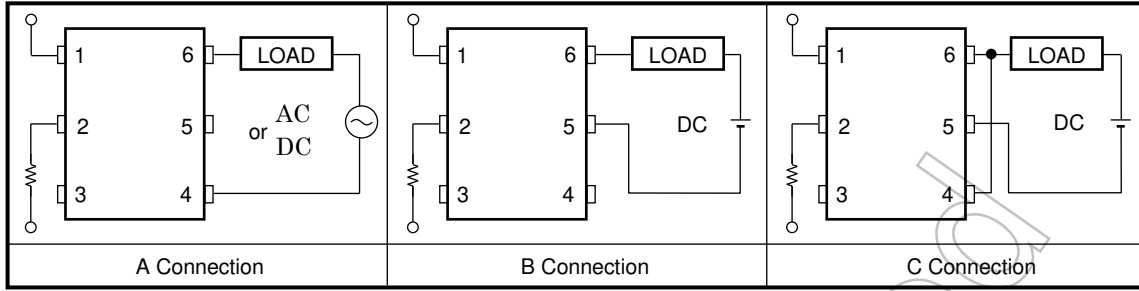 1 6 LOAD
2 5 or AC DC
3 4
A Connection
1 6 LOAD
2 5 DC
3 4
B Connection
1 6 LOAD
2 5 DC
3 4
C Connection